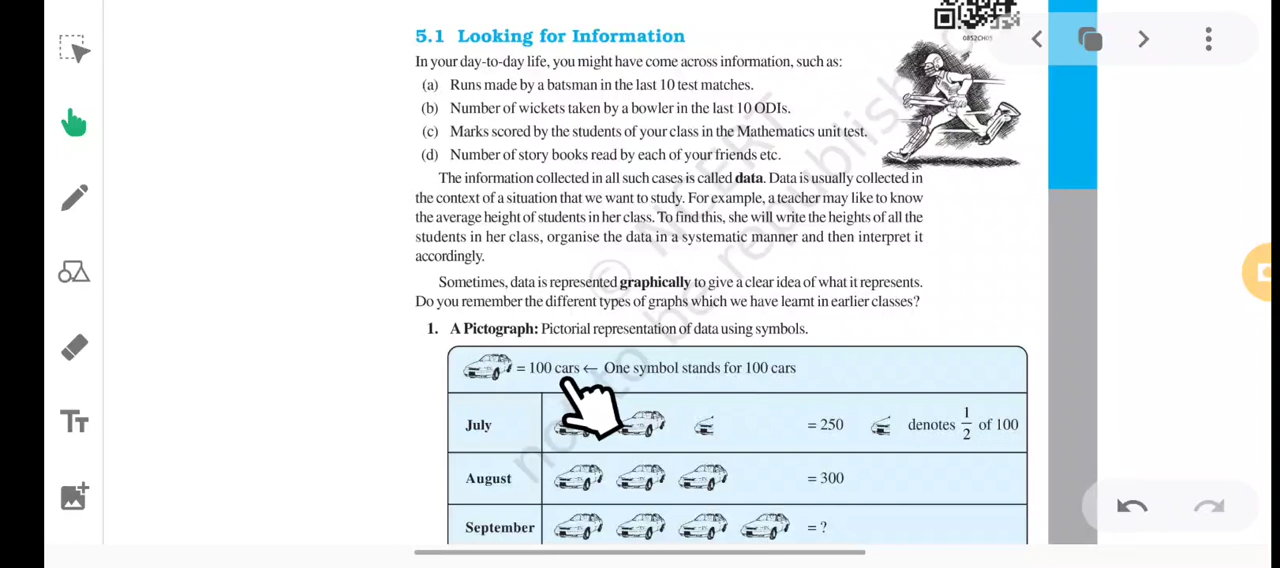 0852CH05
5.1 Looking for Information
In your day-to-day life, you might have come across information, such as:
(a) Runs made by a batsman in the last 10 test matches.
(b) Number of wickets taken by a bowler in the last 10 ODIs.
(c) Marks scored by the students of your class in the Mathematics unit test.
(d) Number of story books read by each of your friends etc.
The information collected in all such cases is called data. Data is usually collected in
the context of a situation that we want to study. For example, a teacher may like to know
the average height of students in her class. To find this, she will write the heights of all the
students in her class, organise the data in a systematic manner and then interpret it
accordingly.
Sometimes, data is represented graphically to give a clear idea of what it represents.
Do you remember the different types of graphs which we have learnt in earlier classes?
1. A Pictograph: Pictorial representation of data using symbols.
= 100 cars ← One symbol stands for 100 cars
July = 250 denotes 1/2 of 100
August = 300
September = ?
© NCERT
not to be republish
Tт